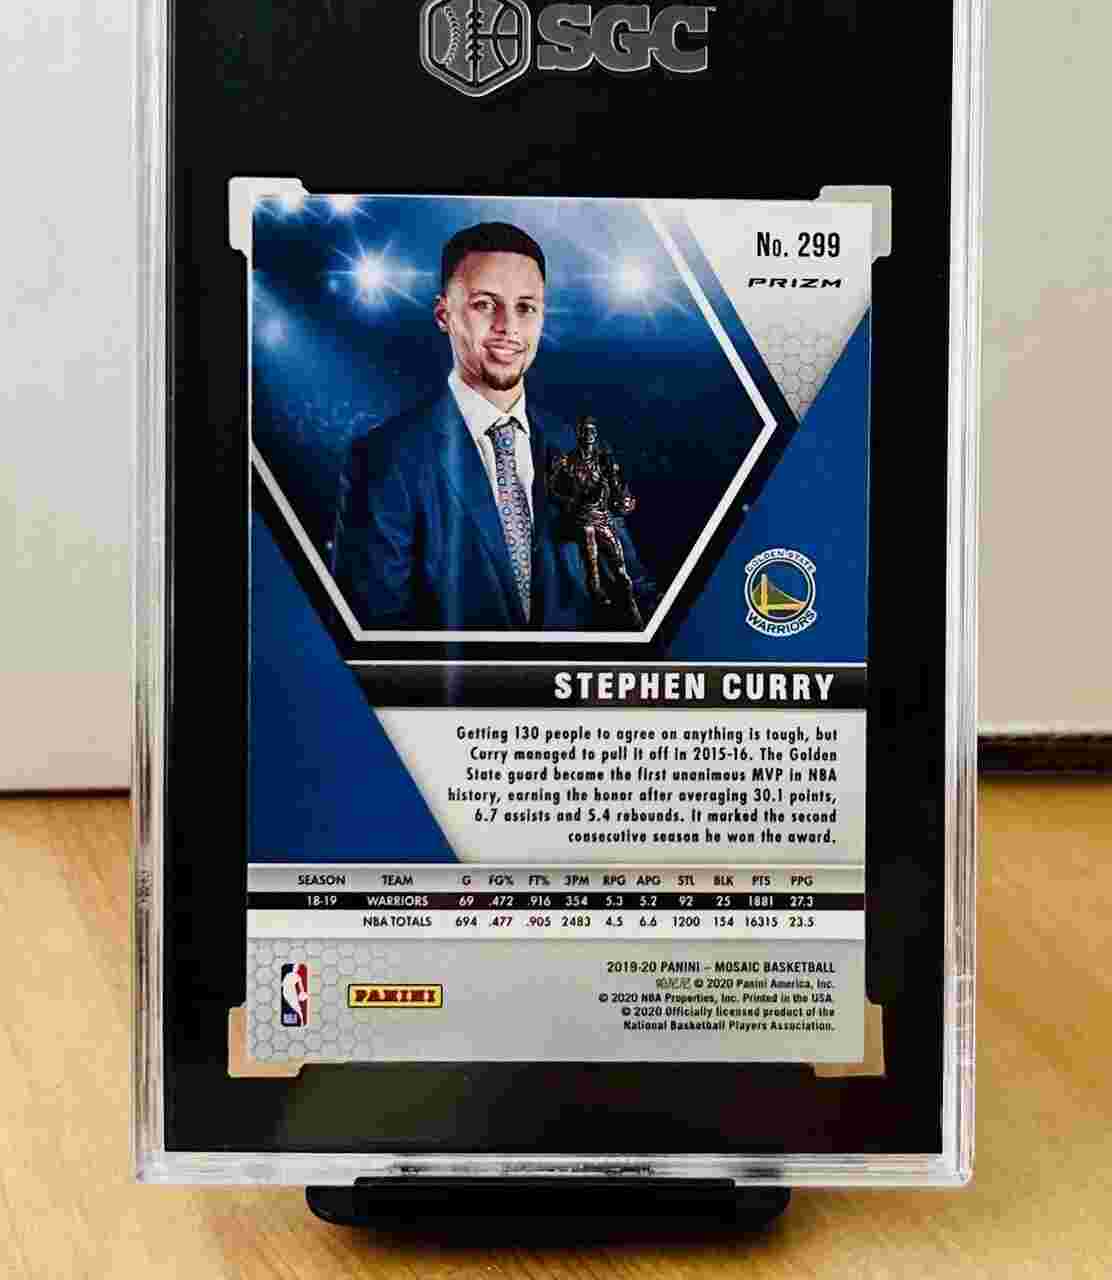 SGC
No. 299
PRIZM
GOLDEN STATE
WARRIORS
STEPHEN CURRY
Getting 130 people to agree on anything is tough, but
Curry managed to pull it off in 2015-16. The Golden
State guard became the first unanimous MVP in NBA
history, earning the honor after averaging 30.1 points,
6.7 assists and 5.4 rebounds. It marked the second
consecutive season he won the award.
SEASON TEAM G FG% FT% 3PM RPG APG STL BLK PTS PPG
18-19 WARRIORS 69 .472 .916 354 5.3 5.2 92 25 1881 27.3
NBA TOTALS 694 .477 .905 2483 4.5 6.6 1200 154 16315 23.5
2019-20 PANINI – MOSAIC BASKETBALL
帕尼尼 © 2020 Panini America, Inc.
© 2020 NBA Properties, Inc. Printed in the USA.
© 2020 Officially licensed product of the
National Basketball Players Association.
NBA
PANINI